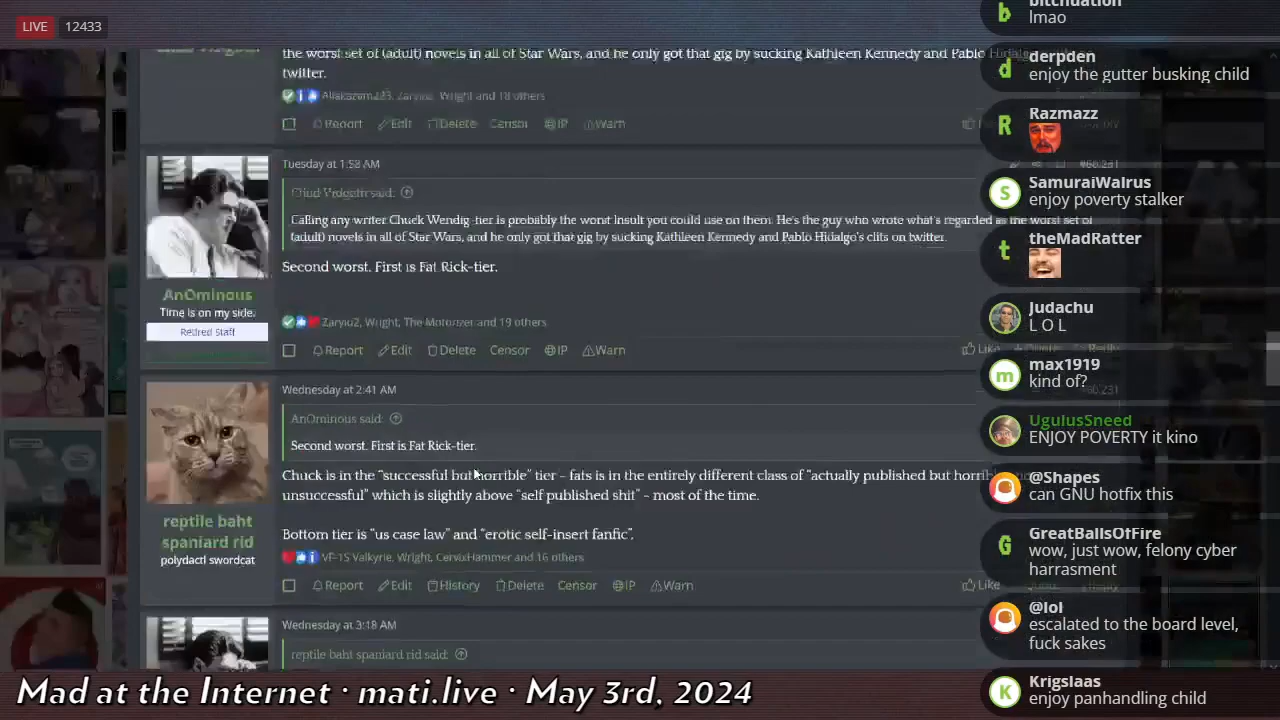 LIVE 12433
the worst set of (adult) novels in all of Star Wars, and he only got that gig by sucking Kathleen Kennedy and Pablo
twitter.
Wright and 18 others
Report Edit Delete Censor IP Warn
Tuesday at 1:58 AM
said:
Calling any writer Chuck Wendig-tier is probably the worst insult you could use on them. He's the guy who wrote what's regarded as the worst set of
(adult) novels in all of Star Wars, and he only got that gig by sucking Kathleen Kennedy and Pablo Hidalgo's clits on twitter.
Second worst. First is Fat Rick-tier.
AnOminous
Time is on my side.
Retired Staff
Zaryiu2, Wright, The Motorizer and 19 others
Report Edit Delete Censor IP Warn
Like
Wednesday at 2:41 AM
AnOminous said:
Second worst. First is Fat Rick-tier.
Chuck is in the “successful but horrible” tier - fats is in the entirely different class of “actually published but
unsuccessful” which is slightly above “self published shit” - most of the time.
Bottom tier is “us case law” and “erotic self-insert fanfic”.
reptile baht
spaniard rid
polydactl swordcat
VF-1S Valkyrie, Wright, CervixHammer and 16 others
Report Edit History Delete Censor IP Warn
Like
Wednesday at 3:18 AM
reptile baht spaniard rid said:
lmao
derpden
enjoy the gutter busking child
Razmazz
SamuraiWalrus
enjoy poverty stalker
theMadRatter
Judachu
L O L
max1919
kind of?
UgulusSneed
ENJOY POVERTY it kino
@Shapes
can GNU hotfix this
GreatBallsOfFire
wow, just wow, felony cyber
harrasment
@lol
escalated to the board level,
fuck sakes
Krigslaas
enjoy panhandling child
Mad at the Internet · mati.live · May 3rd, 2024